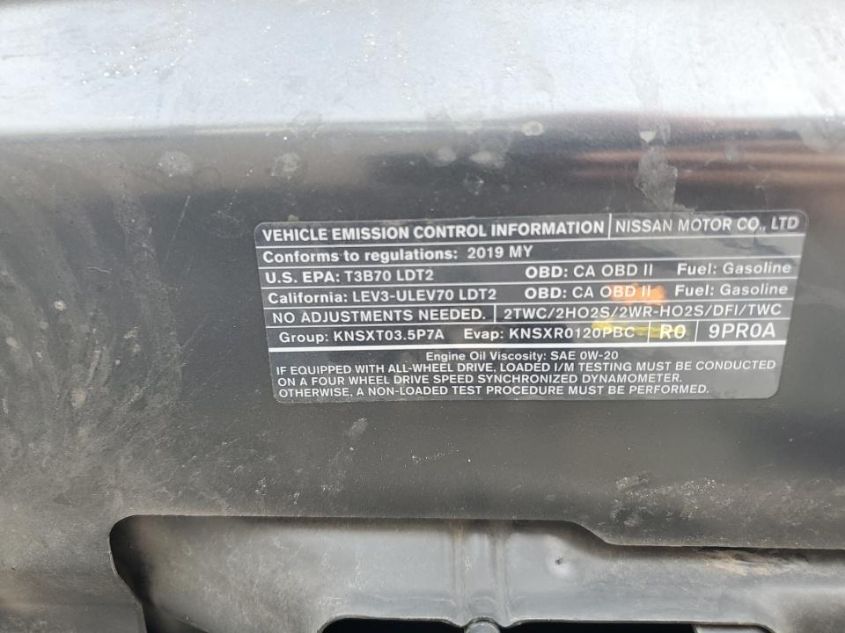 VEHICLE EMISSION CONTROL INFORMATION NISSAN MOTOR CO., LTD
Conforms to regulations: 2019 MY
U.S. EPA: T3B70 LDT2 OBD: CA OBD II Fuel: Gasoline
California: LEV3-ULEV70 LDT2 OBD: CA OBD II Fuel: Gasoline
NO ADJUSTMENTS NEEDED. 2TWC/2HO2S/2WR-HO2S/DFI/TWC
Group: KNSXT03.5P7A Evap: KNSXR0120PBC R0 9PR0A
Engine Oil Viscosity: SAE 0W-20
IF EQUIPPED WITH ALL-WHEEL DRIVE, LOADED I/M TESTING MUST BE CONDUCTED
ON A FOUR WHEEL DRIVE SPEED SYNCHRONIZED DYNAMOMETER.
OTHERWISE, A NON-LOADED TEST PROCEDURE MUST BE PERFORMED.